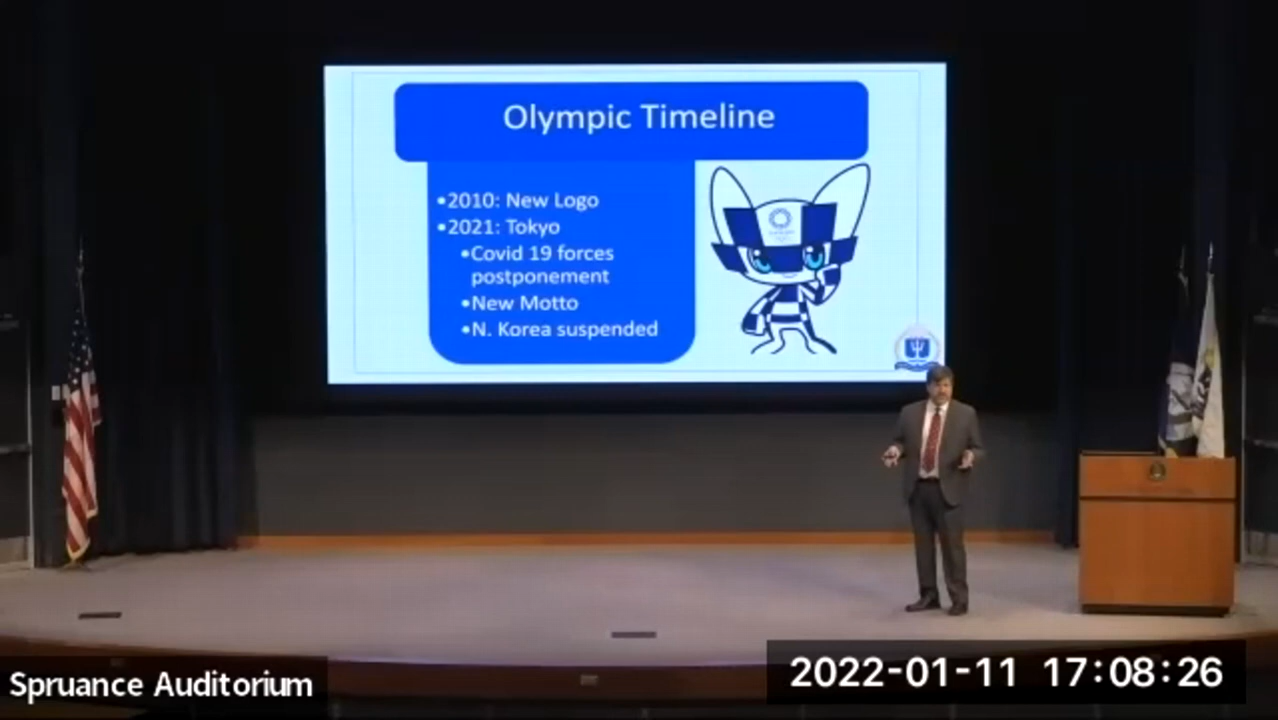 Olympic Timeline
•2010: New Logo
•2021: Tokyo
•Covid 19 forces
postponement
•New Motto
•N. Korea suspended
Spruance Auditorium
2022-01-11 17:08:26